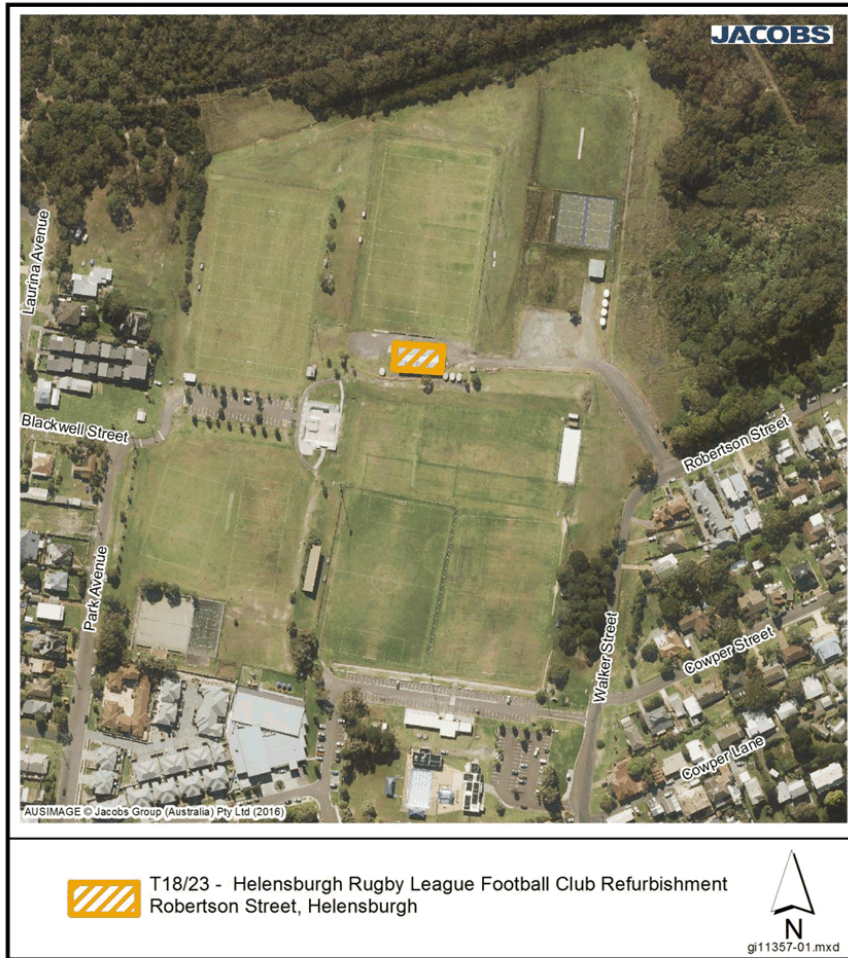 JACOBS
Laurina Avenue
Blackwell Street
Robertson Street
Park Avenue
Walker Street
Cowper Street
Cowper Lane
AUSIMAGE © Jacobs Group (Australia) Pty Ltd (2016)
T18/23 - Helensburgh Rugby League Football Club Refurbishment
Robertson Street, Helensburgh
N
gi11357-01.mxd